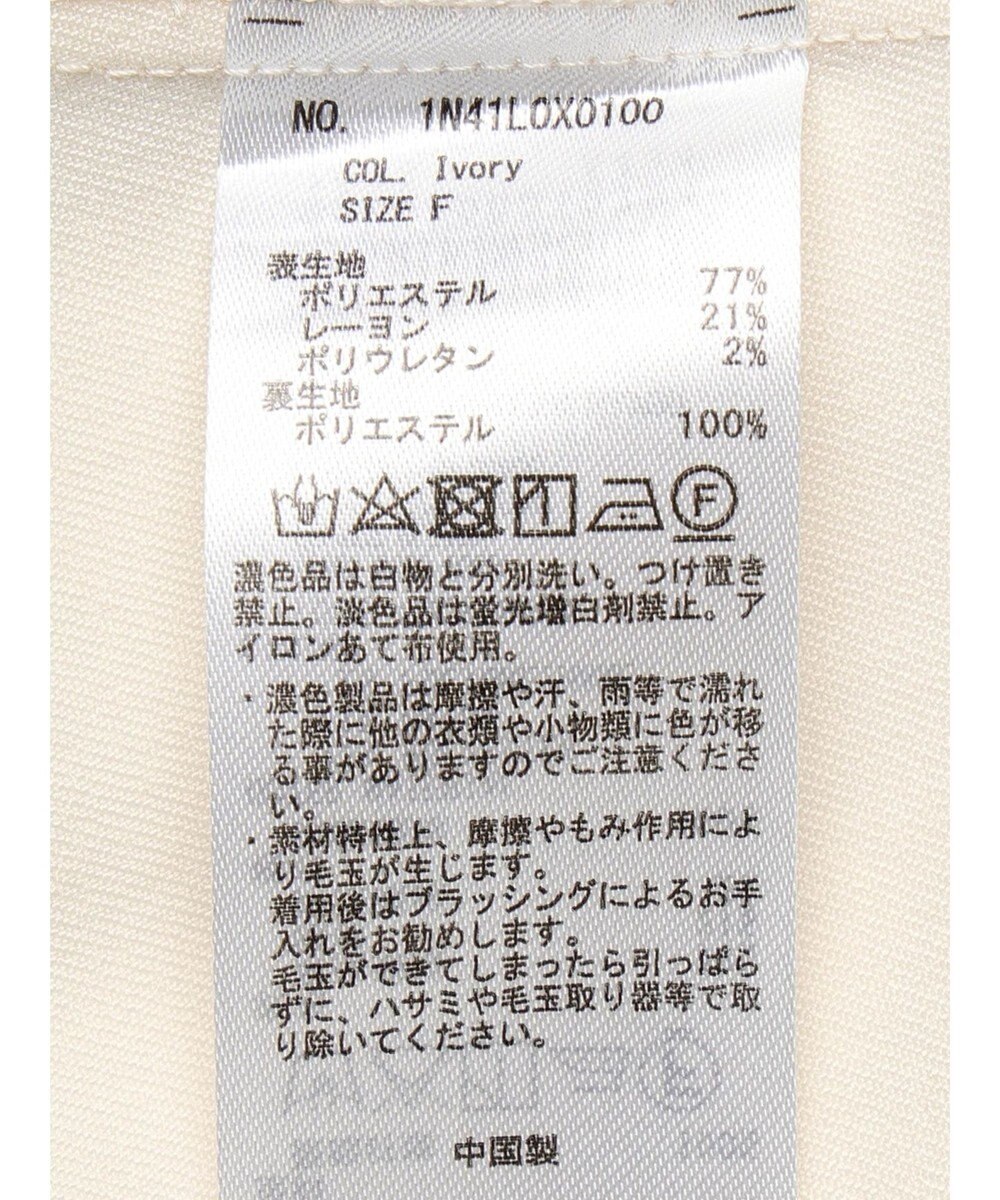 NO. 1N41L0X0100
COL. Ivory
SIZE F
表生地
ポリエステル 77%
レーヨン 21%
ポリウレタン 2%
裏生地
ポリエステル 100%
F
濃色品は白物と分別洗い。つけ置き
禁止。淡色品は蛍光増白剤禁止。ア
イロンあて布使用。
・濃色製品は摩擦や汗、雨等で濡れ
た際に他の衣類や小物類に色が移
る事がありますのでご注意くださ
い。
・素材特性上、摩擦やもみ作用によ
り毛玉が生じます。
着用後はブラッシングによるお手
入れをお勧めします。
毛玉ができてしまったら引っぱら
ずに、ハサミや毛玉取り器等で取
り除いてください。
中国製